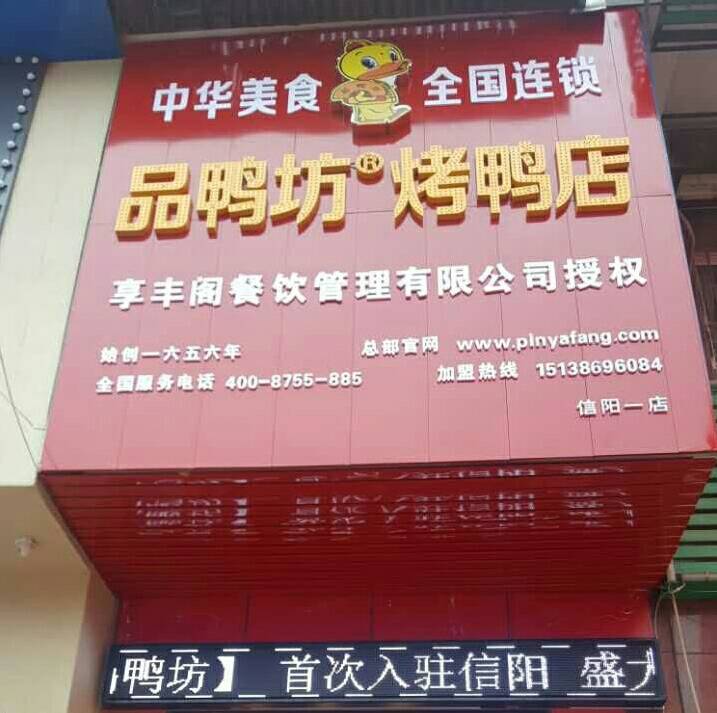 中华美食 全国连锁
品鸭坊® 烤鸭店
享丰阁餐饮管理有限公司授权
始创一六五六年 总部官网 www.pinyafang.com
全国服务电话 400-8755-885 加盟热线 15138696084
信阳一店
鸭坊】 首次入驻信阳 盛大